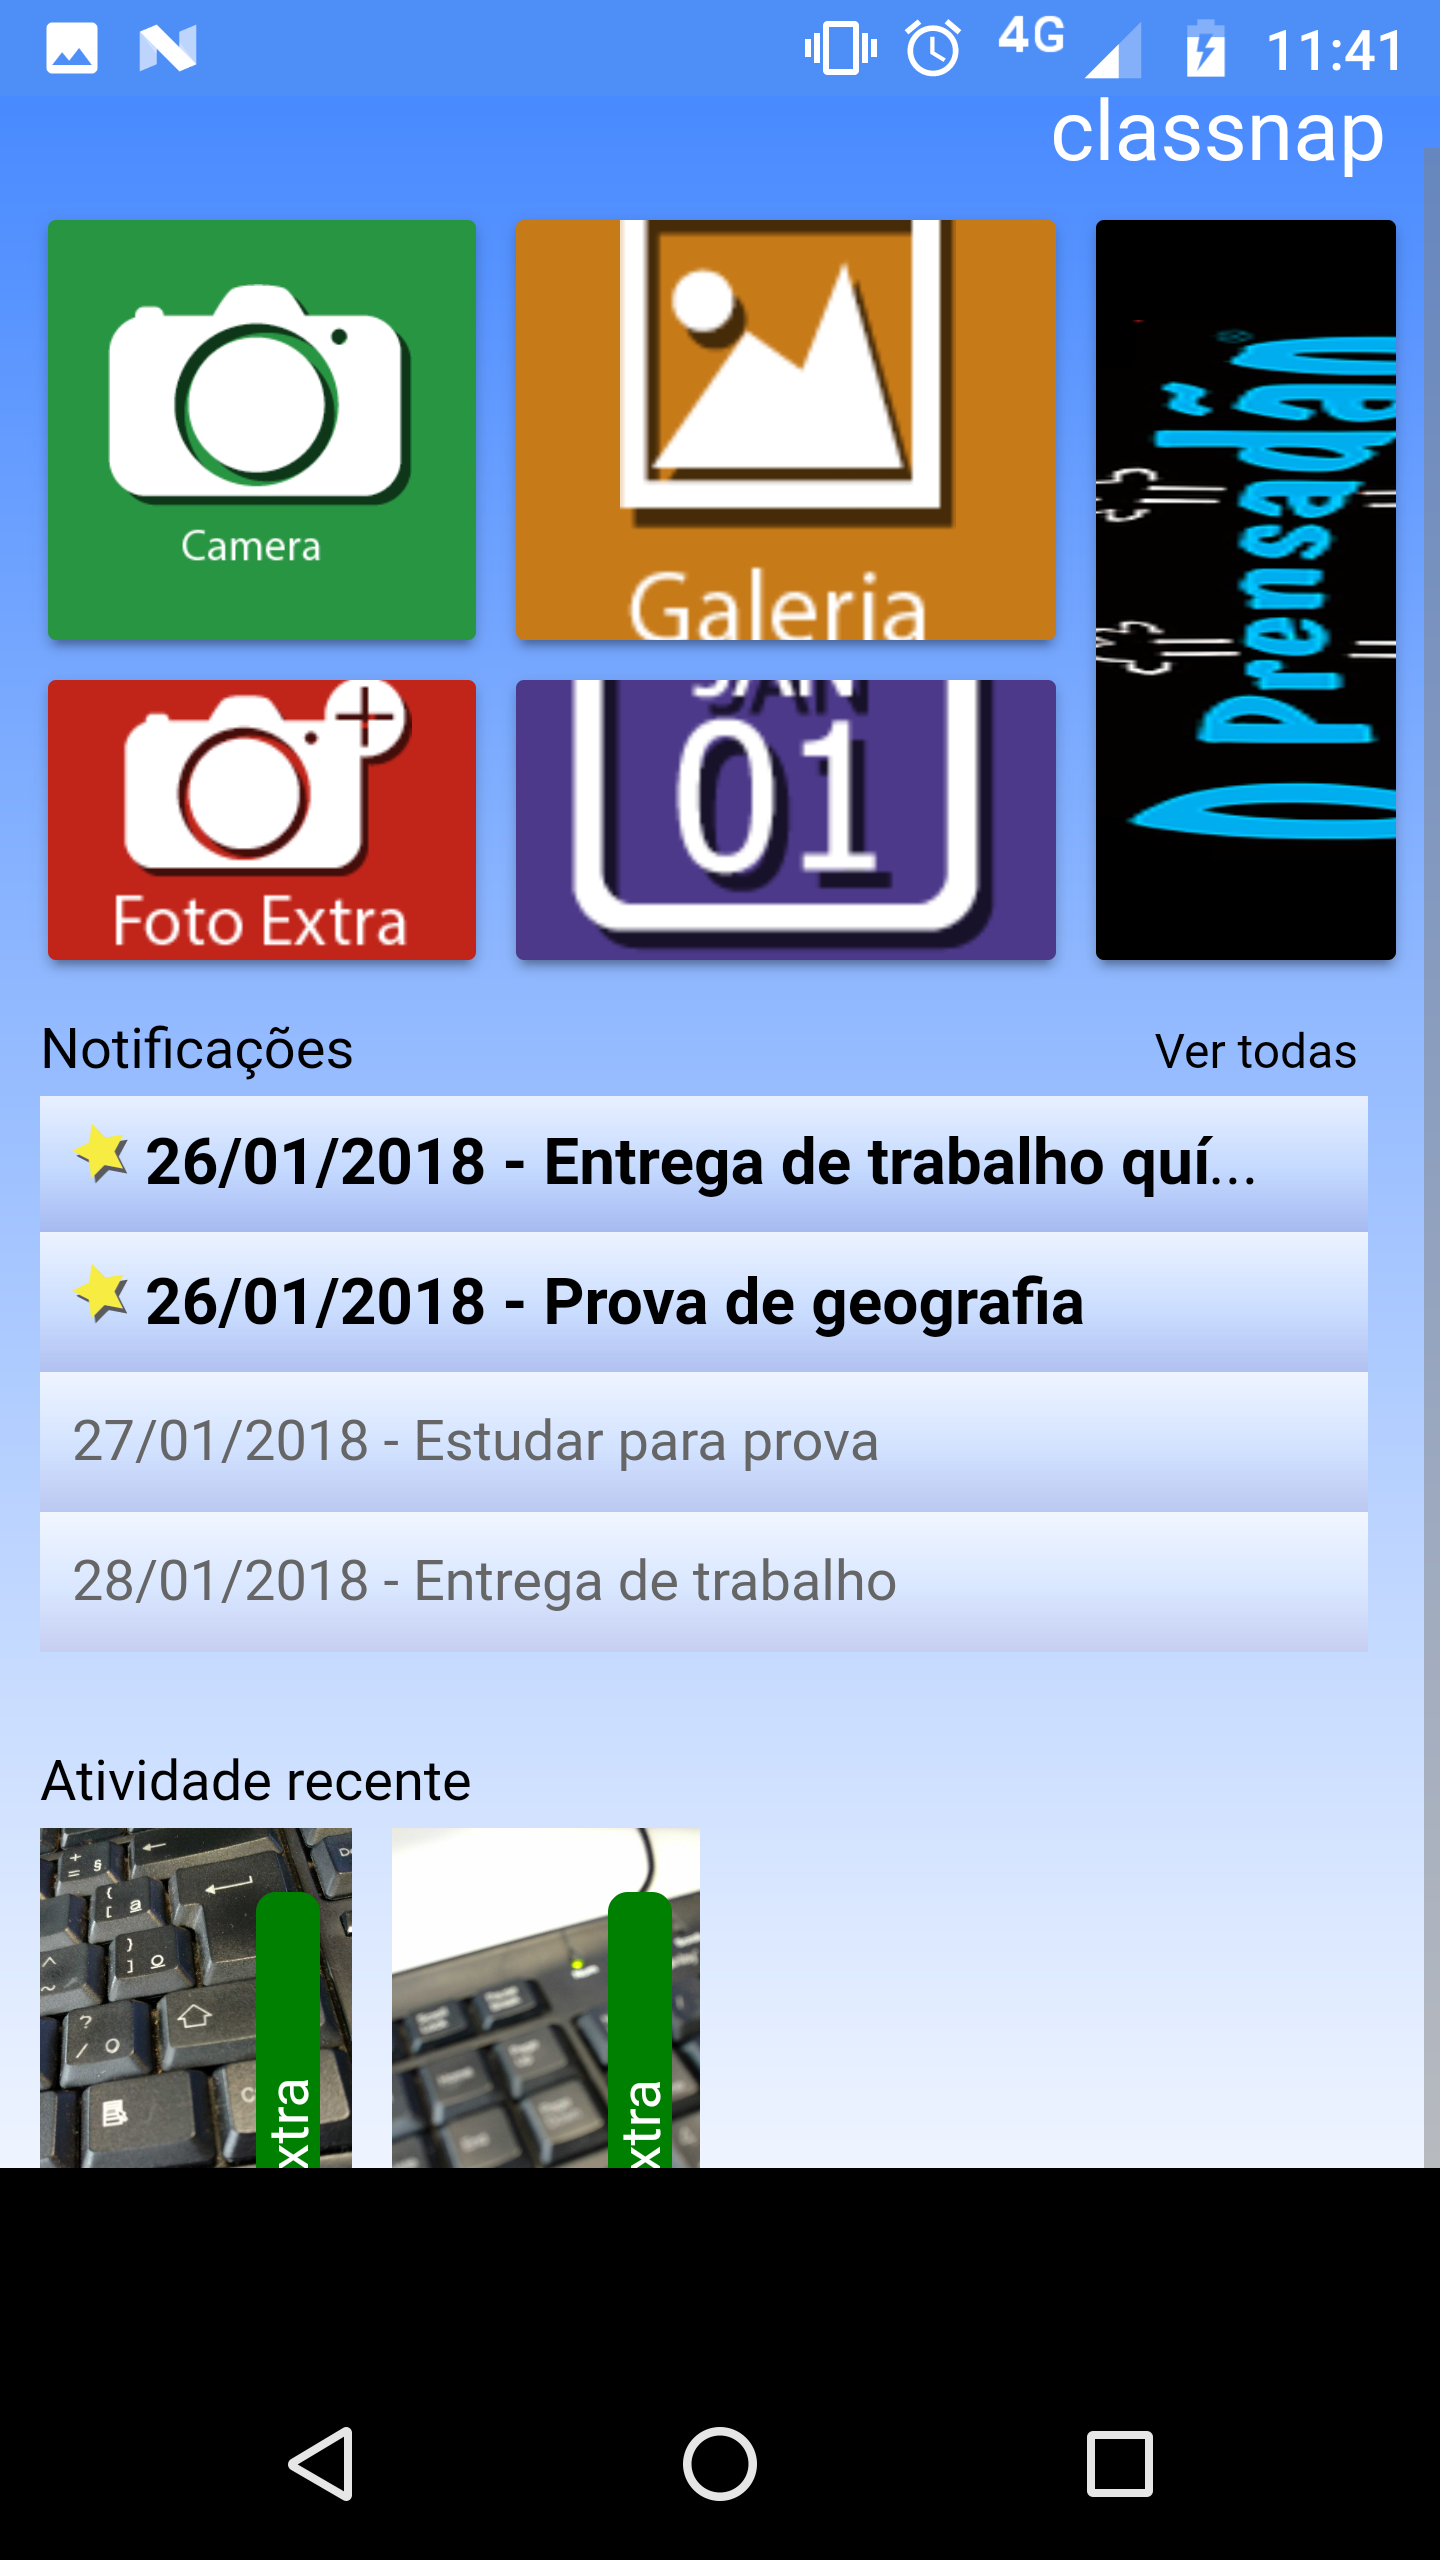 4G 11:41
classnap
Camera
Galeria
O Prensadão
Foto Extra
JAN
01
Notificações
Ver todas
26/01/2018 - Entrega de trabalho quí...
26/01/2018 - Prova de geografia
27/01/2018 - Estudar para prova
28/01/2018 - Entrega de trabalho
Atividade recente
xtra
xtra